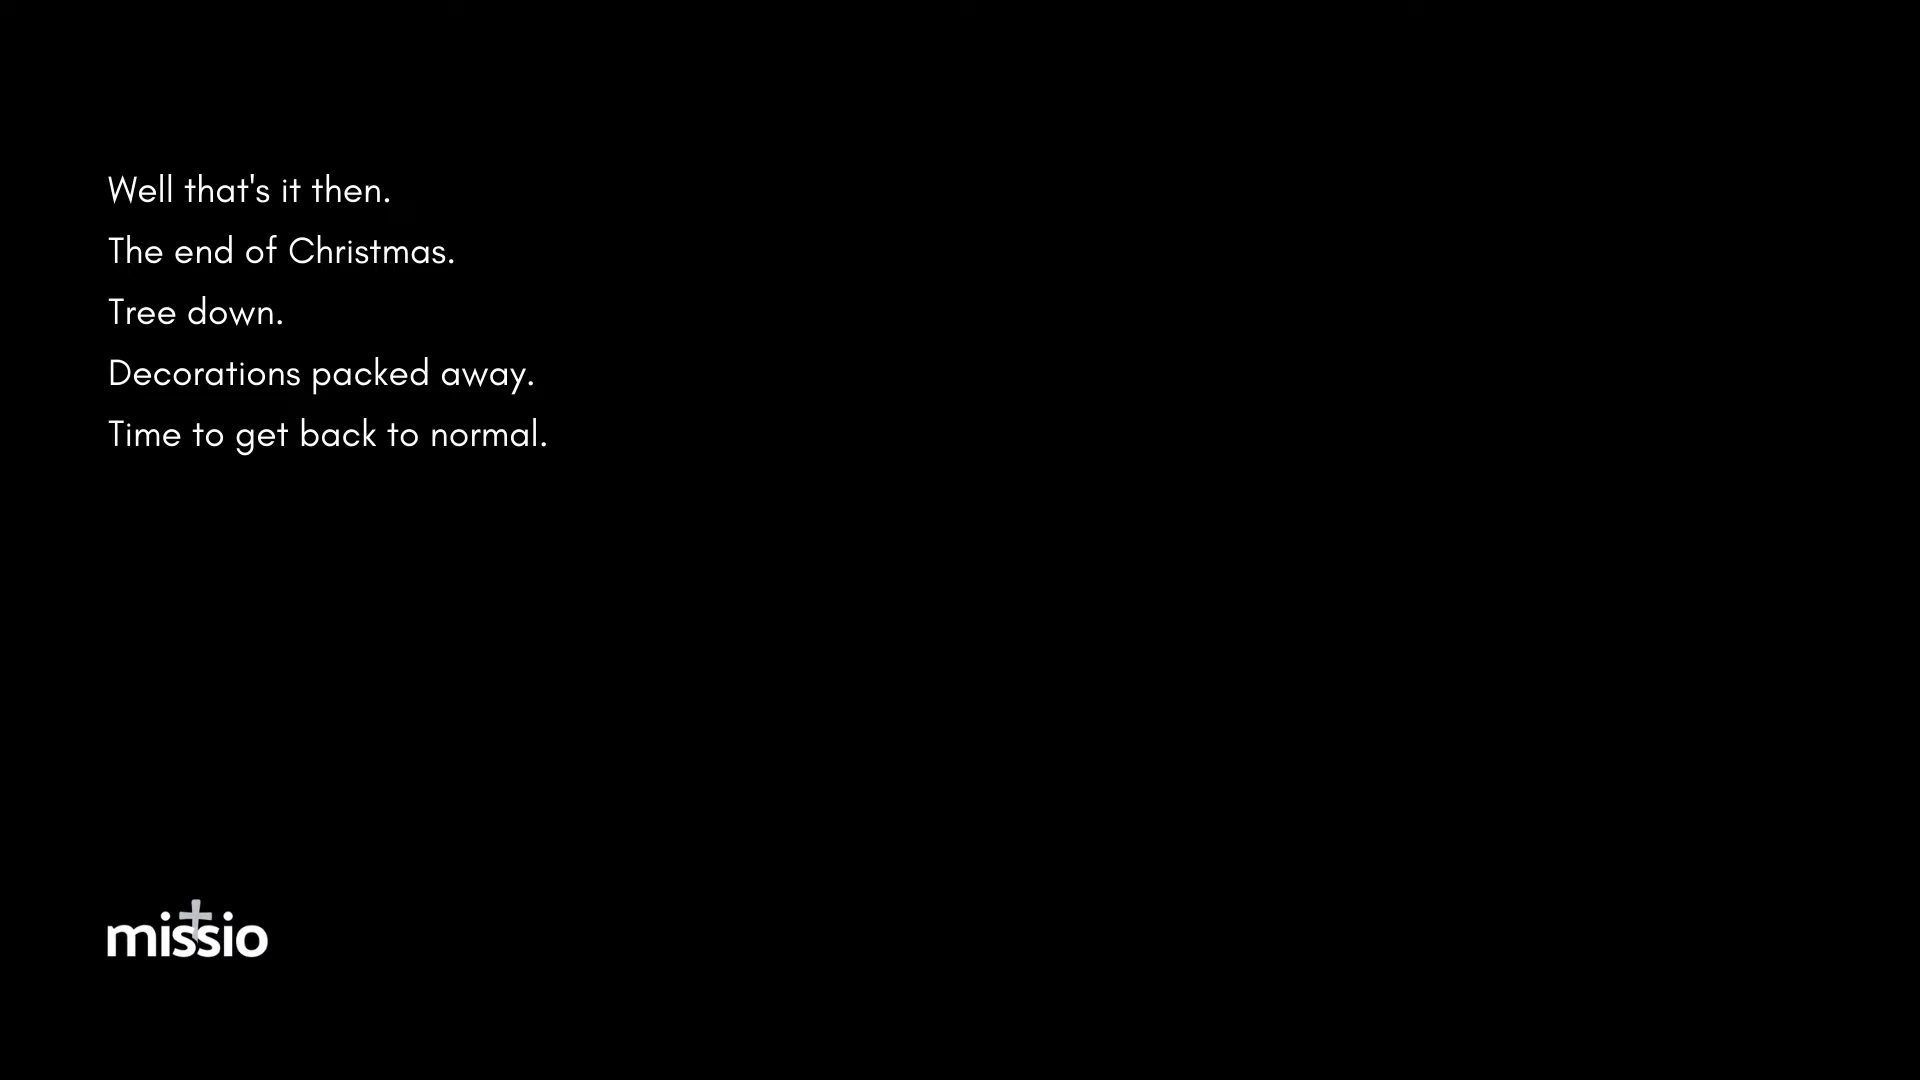 Well that's it then.
The end of Christmas.
Tree down.
Decorations packed away.
Time to get back to normal.
missio